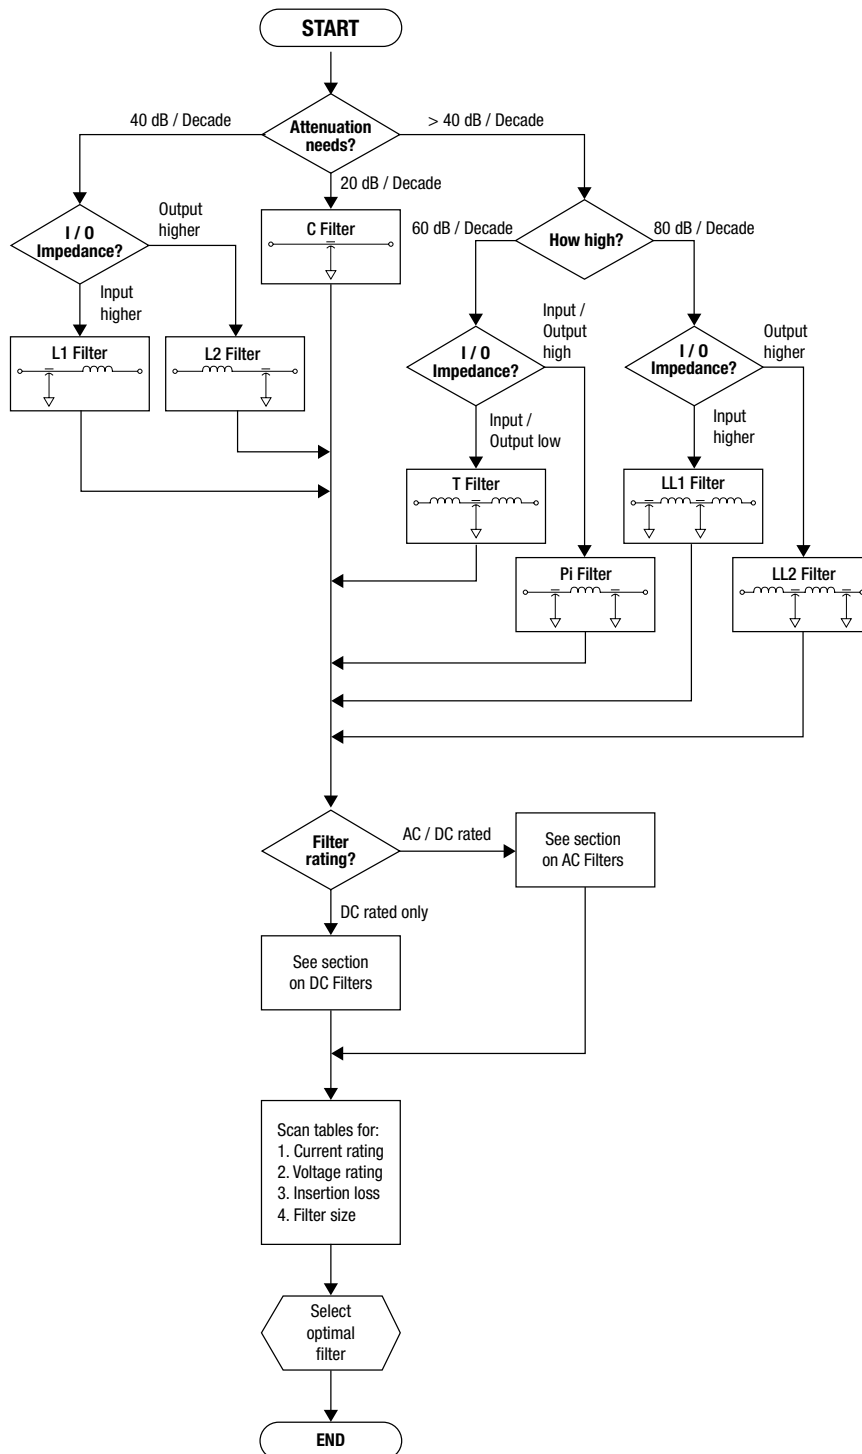 START
40 dB / Decade
Attenuation
needs?
> 40 dB / Decade
20 dB / Decade
I / O
Impedance?
Output
higher
Input
higher
C Filter
60 dB / Decade
How high?
80 dB / Decade
L1 Filter
L2 Filter
I / O
Impedance?
Input /
Output
high
Input /
Output low
I / O
Impedance?
Output
higher
Input
higher
T Filter
LL1 Filter
Pi Filter
LL2 Filter
Filter
rating?
AC / DC rated
See section
on AC Filters
DC rated only
See section
on DC Filters
Scan tables for:
1. Current rating
2. Voltage rating
3. Insertion loss
4. Filter size
Select
optimal
filter
END